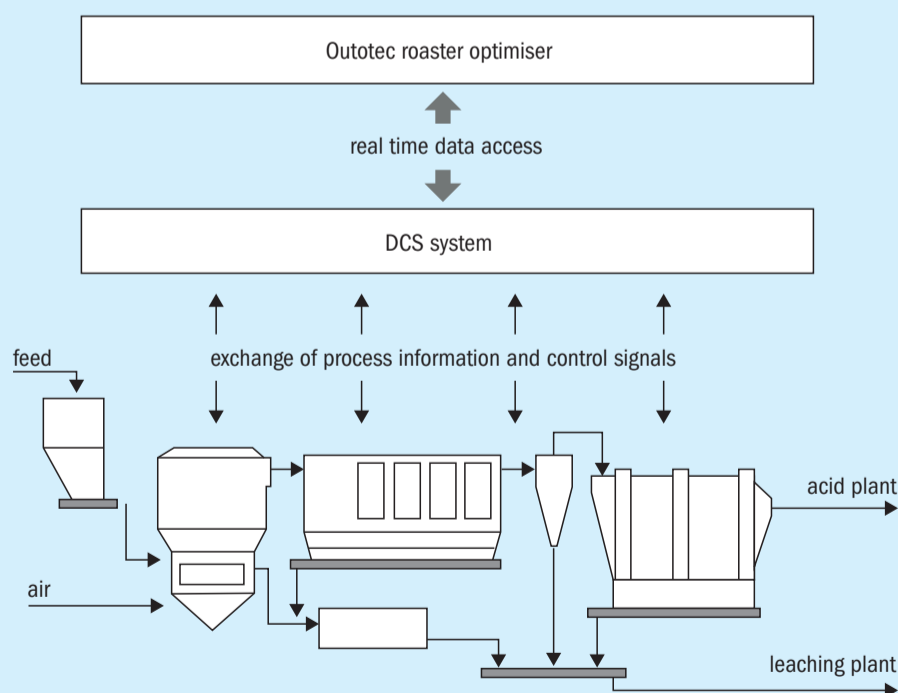 Outotec roaster optimiser
real time data access
DCS system
exchange of process information and control signals
feed
acid plant
air
leaching plant